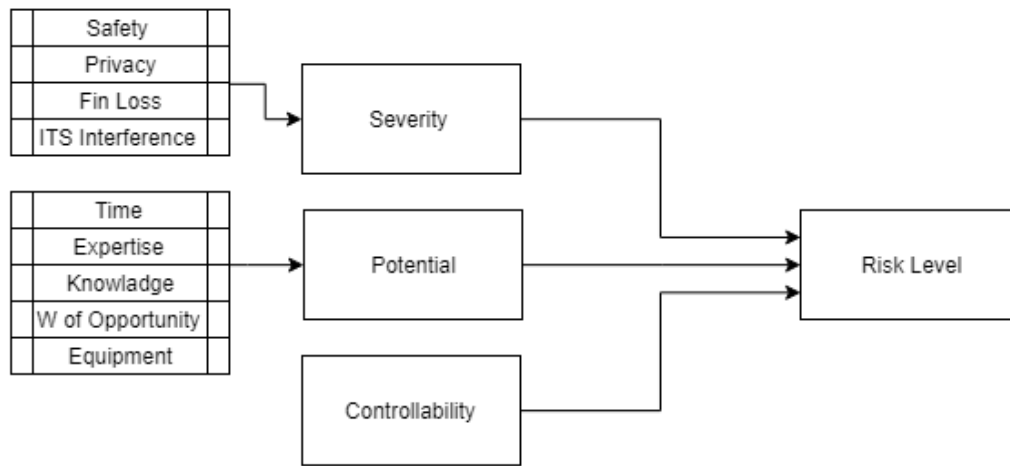 Safety
Privacy
Fin Loss
ITS Interference
Severity
Time
Expertise
Knowladge
W of Opportunity
Equipment
Potential
Controllability
Risk Level